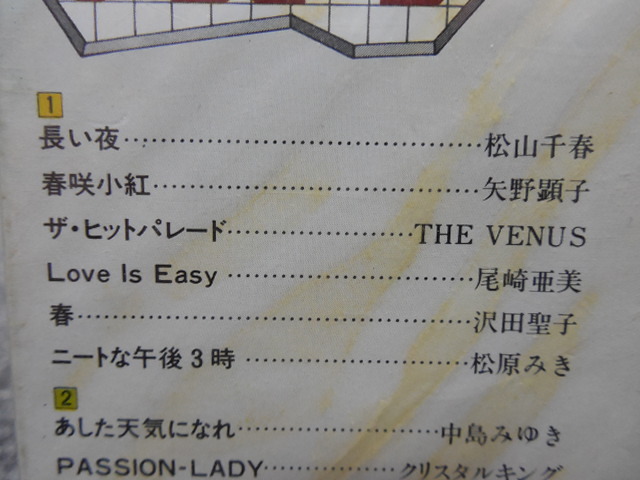 1
長い夜……………………………松山千春
春咲小紅…………………………矢野顕子
ザ・ヒットパレード………………THE VENUS
Love Is Easy……………………尾崎亜美
春…………………………………沢田聖子
ニートな午後3時…………………松原みき
2
あした天気になれ………………中島みゆき
PASSION-LADY…………クリスタルキング